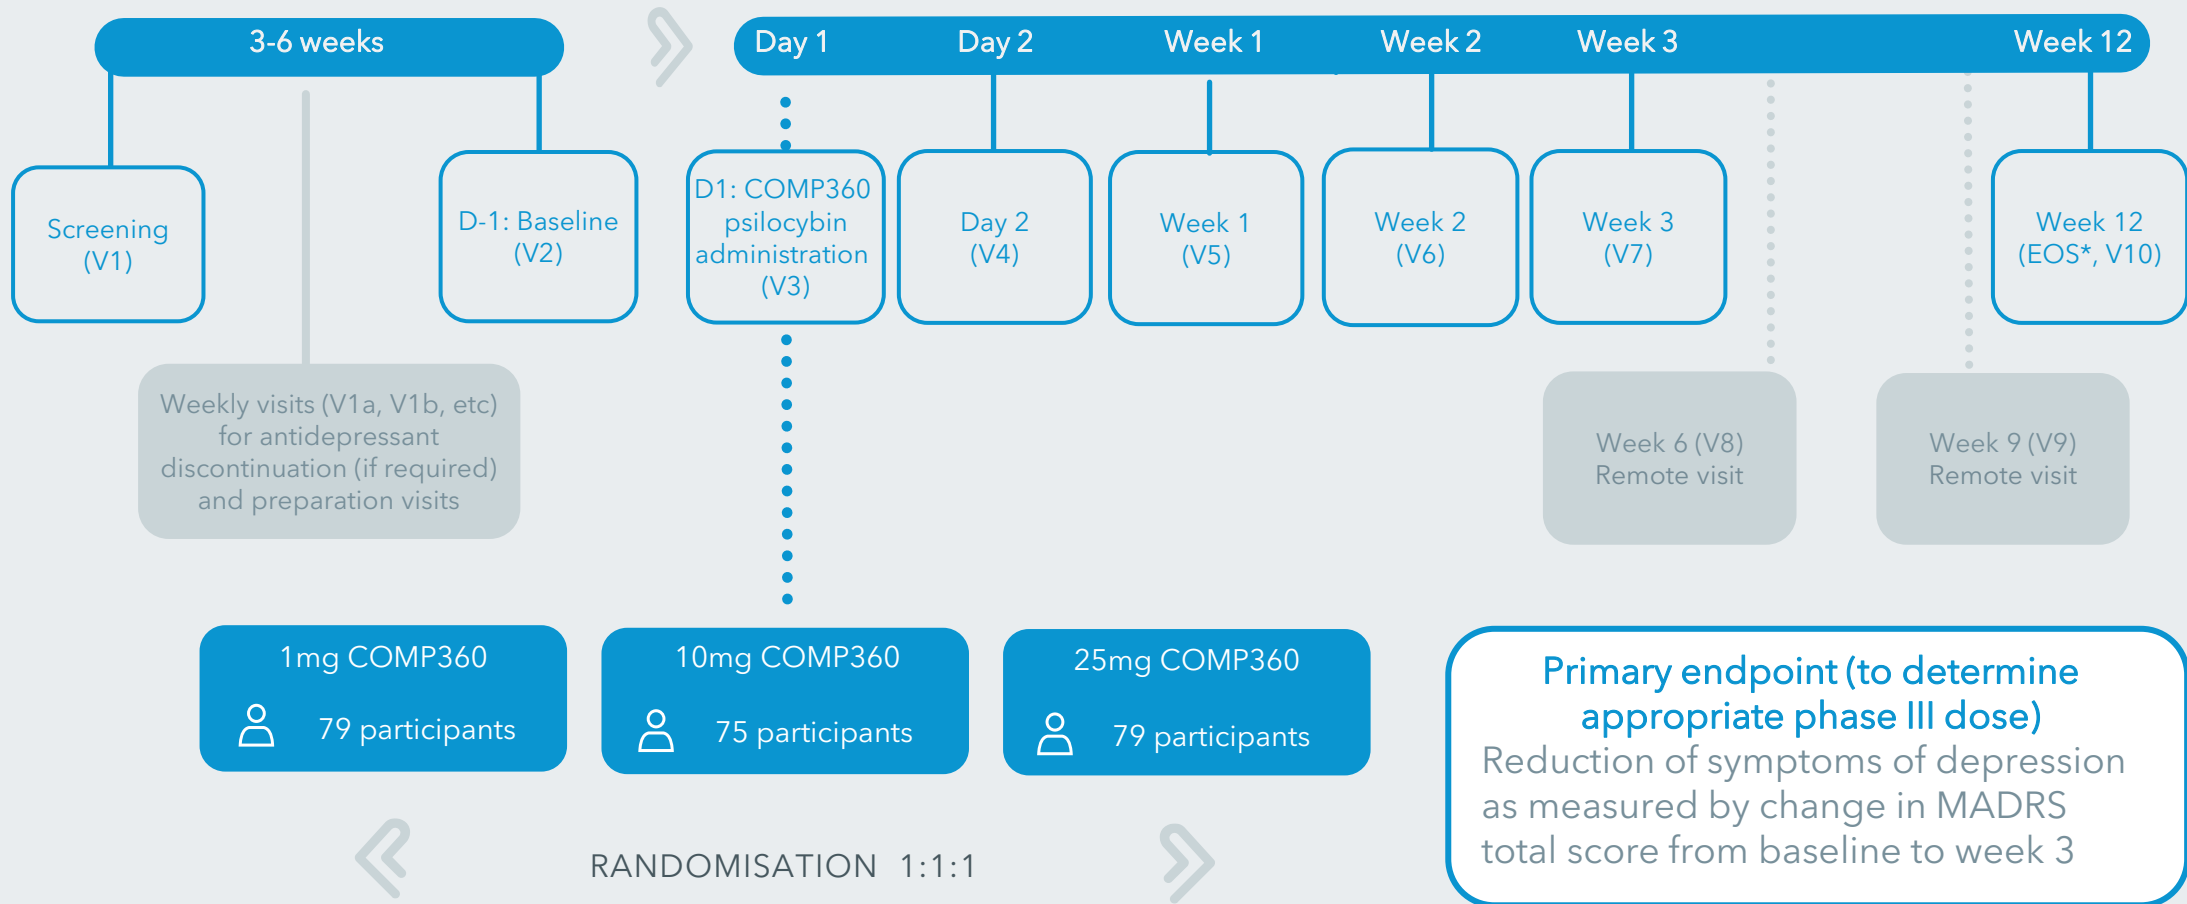 3-6 weeks
Day 1
Day 2
Week 1
Week 2
Week 3
Week 12
Screening
(V1)
D-1: Baseline
(V2)
D1: COMP360
psilocybin
administration
(V3)
Day 2
(V4)
Week 1
(V5)
Week 2
(V6)
Week 3
(V7)
Week 12
(EOS*, V10)
Weekly visits (V1a, V1b, etc)
for antidepressant
discontinuation (if required)
and preparation visits
Week 6 (V8)
Remote visit
Week 9 (V9)
Remote visit
1mg COMP360
79 participants
10mg COMP360
75 participants
25mg COMP360
79 participants
RANDOMISATION 1:1:1
Primary endpoint (to determine
appropriate phase III dose)
Reduction of symptoms of depression
as measured by change in MADRS
total score from baseline to week 3